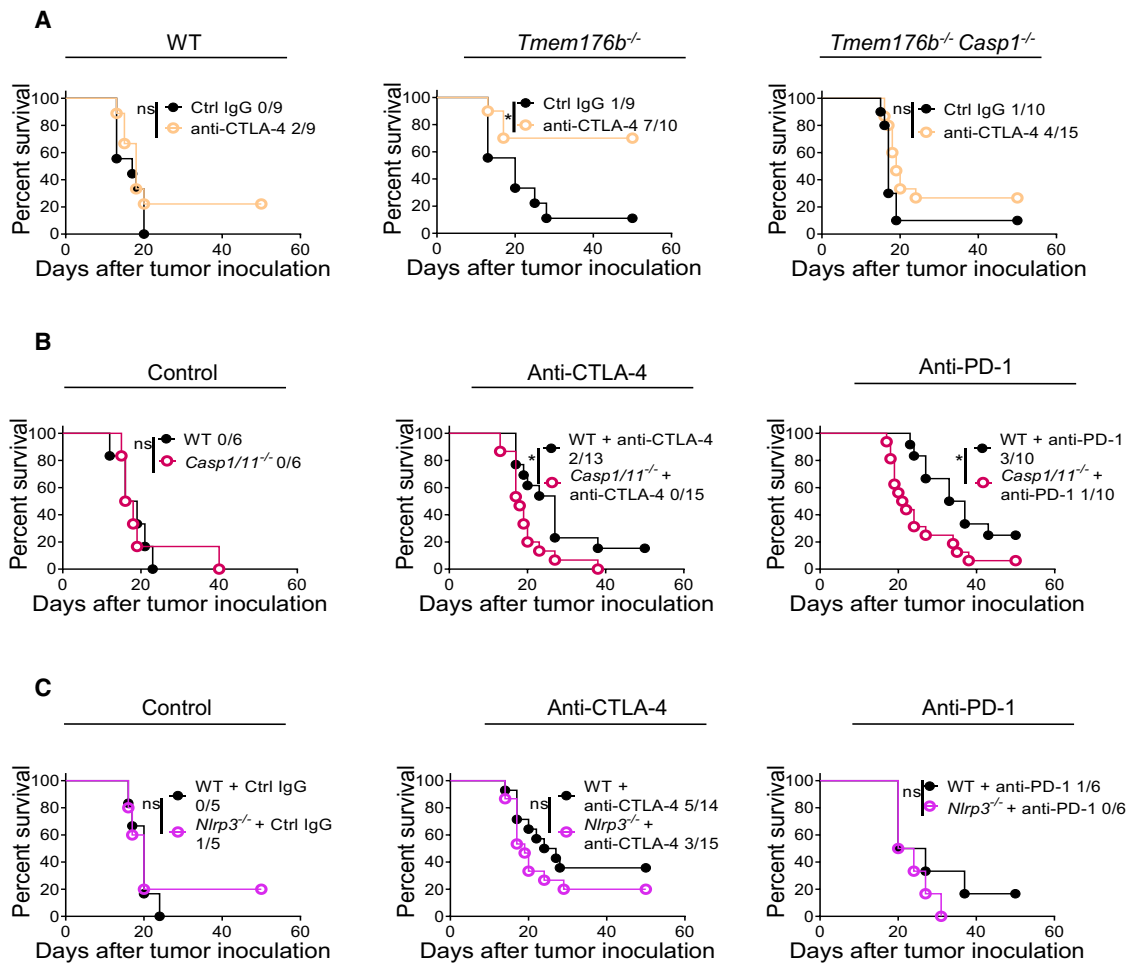 A
WT
Tmem176b-/-
Tmem176b-/- Casp1-/-
Percent survival
100
80
60
40
20
0
0 20 40 60
Days after tumor inoculation
ns
Ctrl IgG 0/9
anti-CTLA-4 2/9
Percent survival
100
80
60
40
20
0
0 20 40 60
Days after tumor inoculation
*
Ctrl IgG 1/9
anti-CTLA-4 7/10
Percent survival
100
80
60
40
20
0
0 20 40 60
Days after tumor inoculation
ns
Ctrl IgG 1/10
anti-CTLA-4 4/15
B
Control
Anti-CTLA-4
Anti-PD-1
Percent survival
100
80
60
40
20
0
0 20 40 60
Days after tumor inoculation
ns
WT 0/6
Casp1/11-/- 0/6
Percent survival
100
80
60
40
20
0
0 20 40 60
Days after tumor inoculation
*
WT + anti-CTLA-4
2/13
Casp1/11-/- +
anti-CTLA-4 0/15
Percent survival
100
80
60
40
20
0
0 20 40 60
Days after tumor inoculation
*
WT + anti-PD-1
3/10
Casp1/11-/- +
anti-PD-1 1/10
C
Control
Anti-CTLA-4
Anti-PD-1
Percent survival
100
80
60
40
20
0
0 20 40 60
Days after tumor inoculation
ns
WT + Ctrl IgG
0/5
Nlrp3-/- + Ctrl IgG
1/5
Percent survival
100
80
60
40
20
0
0 20 40 60
Days after tumor inoculation
ns
WT +
anti-CTLA-4 5/14
Nlrp3-/- +
anti-CTLA-4 3/15
Percent survival
100
80
60
40
20
0
0 20 40 60
Days after tumor inoculation
ns
WT + anti-PD-1 1/6
Nlrp3-/- + anti-PD-1 0/6